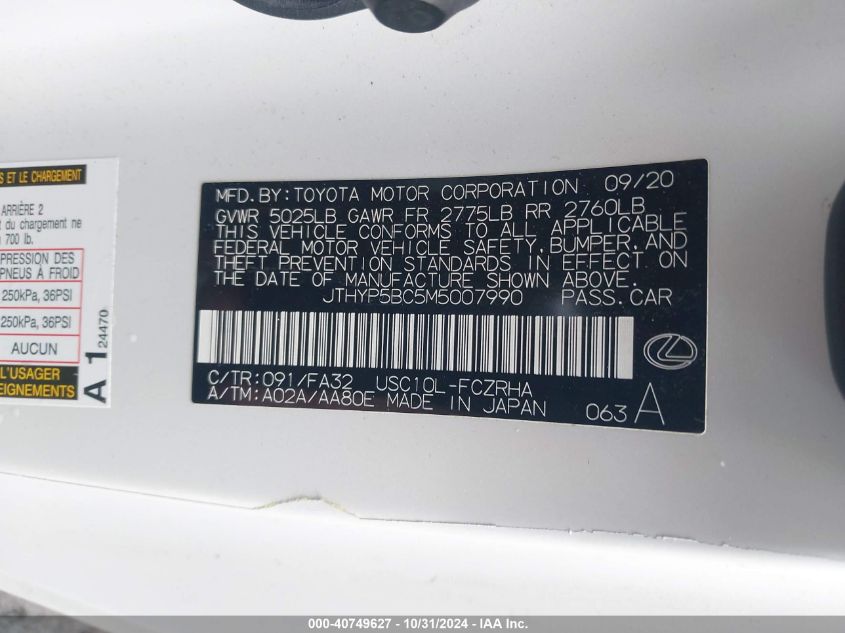 S ET LE CHARGEMENT
ARRIÈRE 2
t du chargement ne
700 lb.
PRESSION DES
PNEUS À FROID
250kPa, 36PSI
250kPa, 36PSI
AUCUN
L'USAGER
SEIGNEMENTS
A 1
24470
MFD. BY: TOYOTA MOTOR CORPORATION 09/20
GVWR 5025LB GAWR FR 2775LB RR 2760LB
THIS VEHICLE CONFORMS TO ALL APPLICABLE
FEDERAL MOTOR VEHICLE SAFETY, BUMPER, AND
THEFT PREVENTION STANDARDS IN EFFECT ON
THE DATE OF MANUFACTURE SHOWN ABOVE.
JTHYP5BC5M5007990 PASS. CAR
C/TR: 091/FA32 USC10L-FCZRHA
A/TM: A02A/AA80E MADE IN JAPAN
063 A
000-40749627 - 10/31/2024 - IAA Inc.